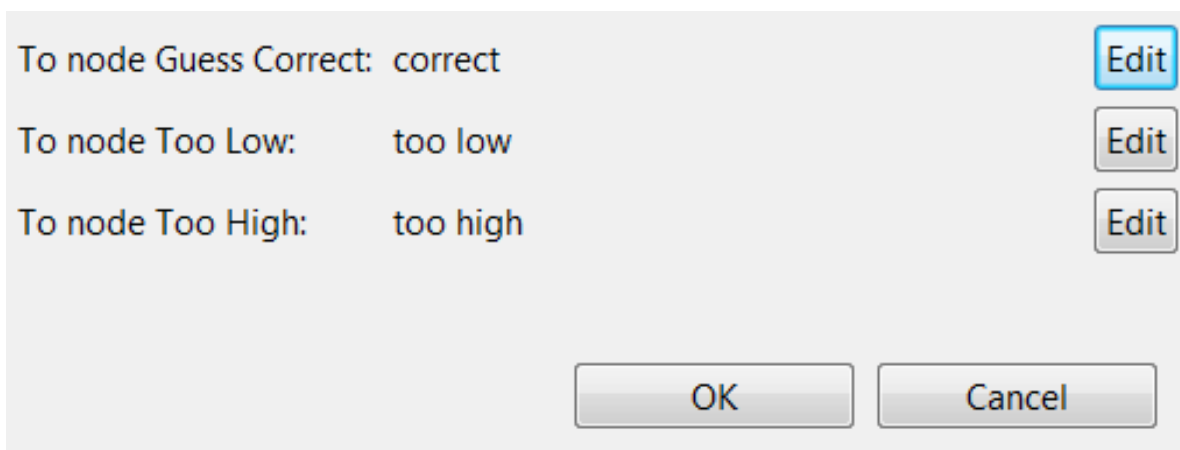 To node Guess Correct: correct Edit
To node Too Low: too low Edit
To node Too High: too high Edit
OK Cancel